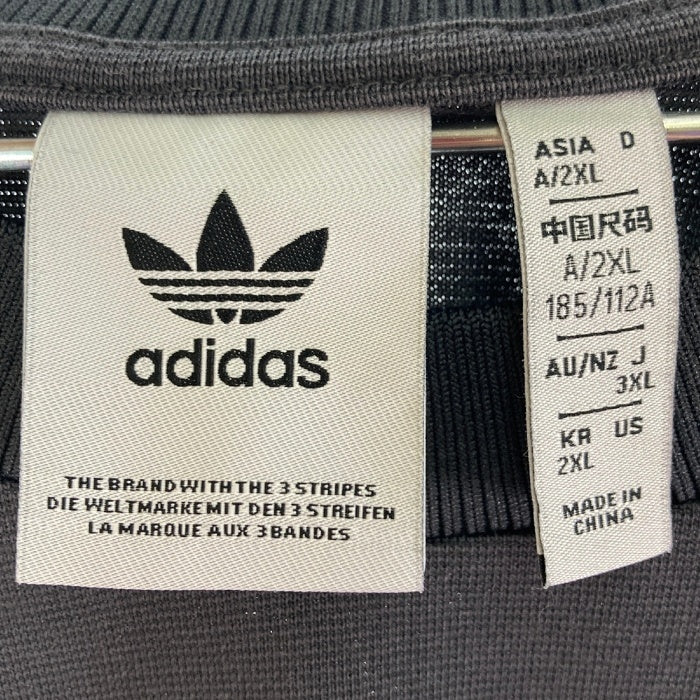 adidas
THE BRAND WITH THE 3 STRIPES
DIE WELTMARKE MIT DEN 3 STREIFEN
LA MARQUE AUX 3 BANDES
ASIA D
A/2XL
中国尺码
A/2XL
185/112A
AU/NZ J
3XL
KR US
2XL
MADE IN
CHINA